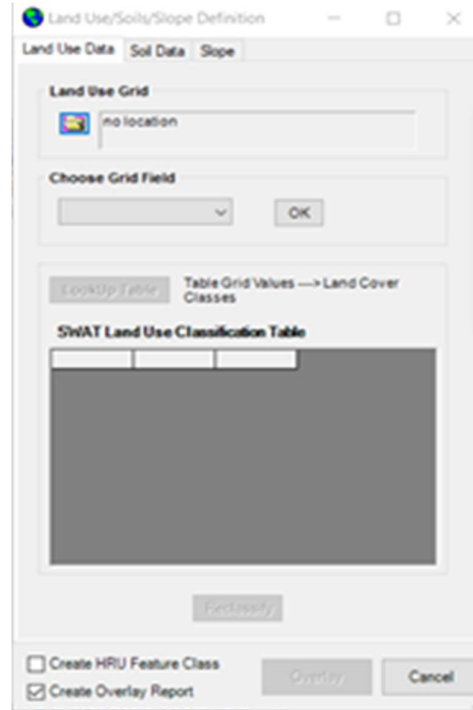 Land Use/Soils/Slope Definition
Land Use Data Soil Data Slope
Land Use Grid
no location
Choose Grid Field
OK
LookUp Table Table Grid Values ---> Land Cover
Classes
SWAT Land Use Classification Table
Reclassify
Create HRU Feature Class
Overlay Cancel
Create Overlay Report